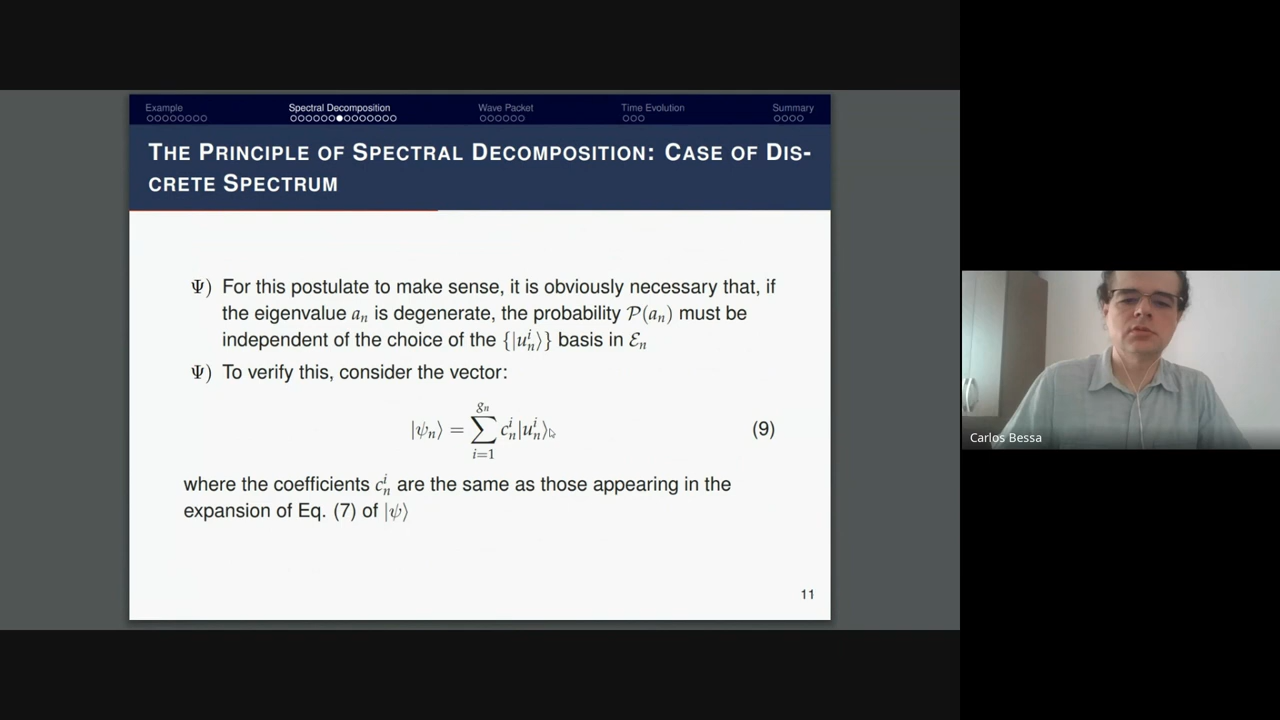 Example Spectral Decomposition Wave Packet Time Evolution Summary
THE PRINCIPLE OF SPECTRAL DECOMPOSITION: CASE OF DIS-
CRETE SPECTRUM
Ψ) For this postulate to make sense, it is obviously necessary that, if
the eigenvalue aₙ is degenerate, the probability 𝒫(aₙ) must be
independent of the choice of the {|uₙⁱ⟩} basis in ℰₙ
Ψ) To verify this, consider the vector:
|ψₙ⟩ = ∑_{i=1}^{gₙ} cₙⁱ|uₙⁱ⟩ (9)
where the coefficients cₙⁱ are the same as those appearing in the
expansion of Eq. (7) of |ψ⟩
11
Carlos Bessa